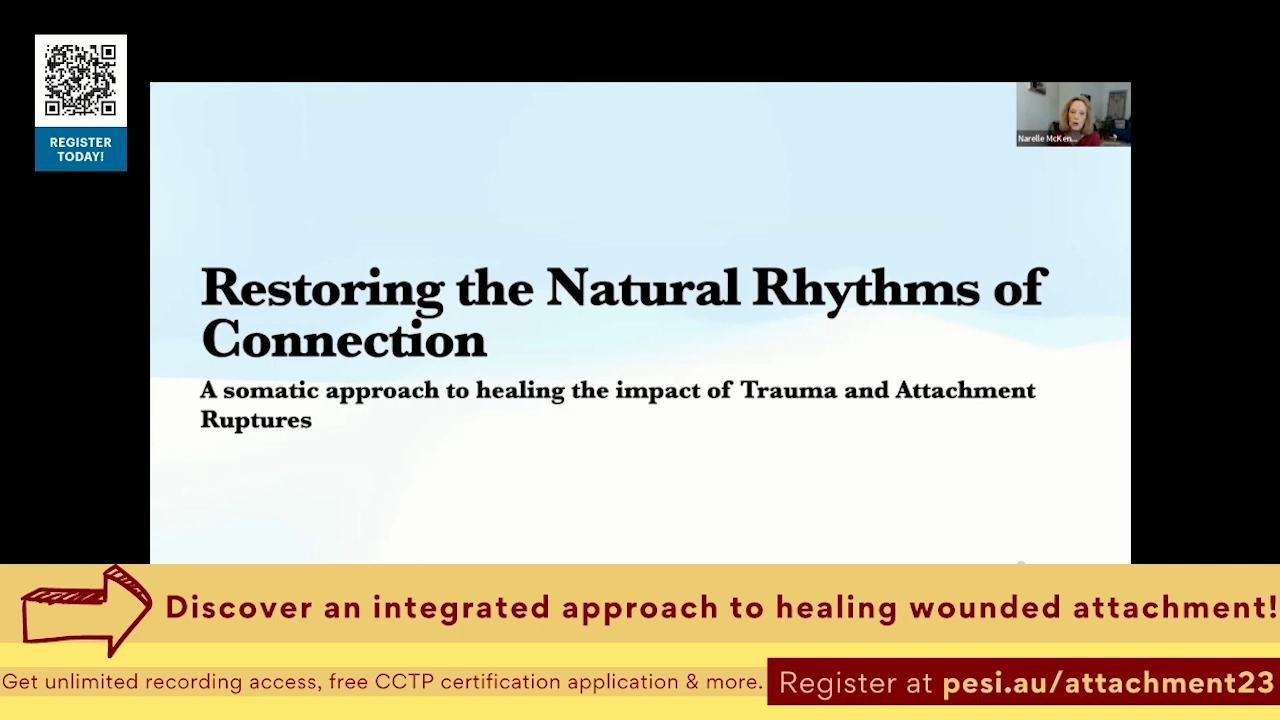 REGISTER
TODAY!
Narelle McKen...
Restoring the Natural Rhythms of
Connection
A somatic approach to healing the impact of Trauma and Attachment
Ruptures
Discover an integrated approach to healing wounded attachment!
Get unlimited recording access, free CCTP certification application & more.
Register at pesi.au/attachment23